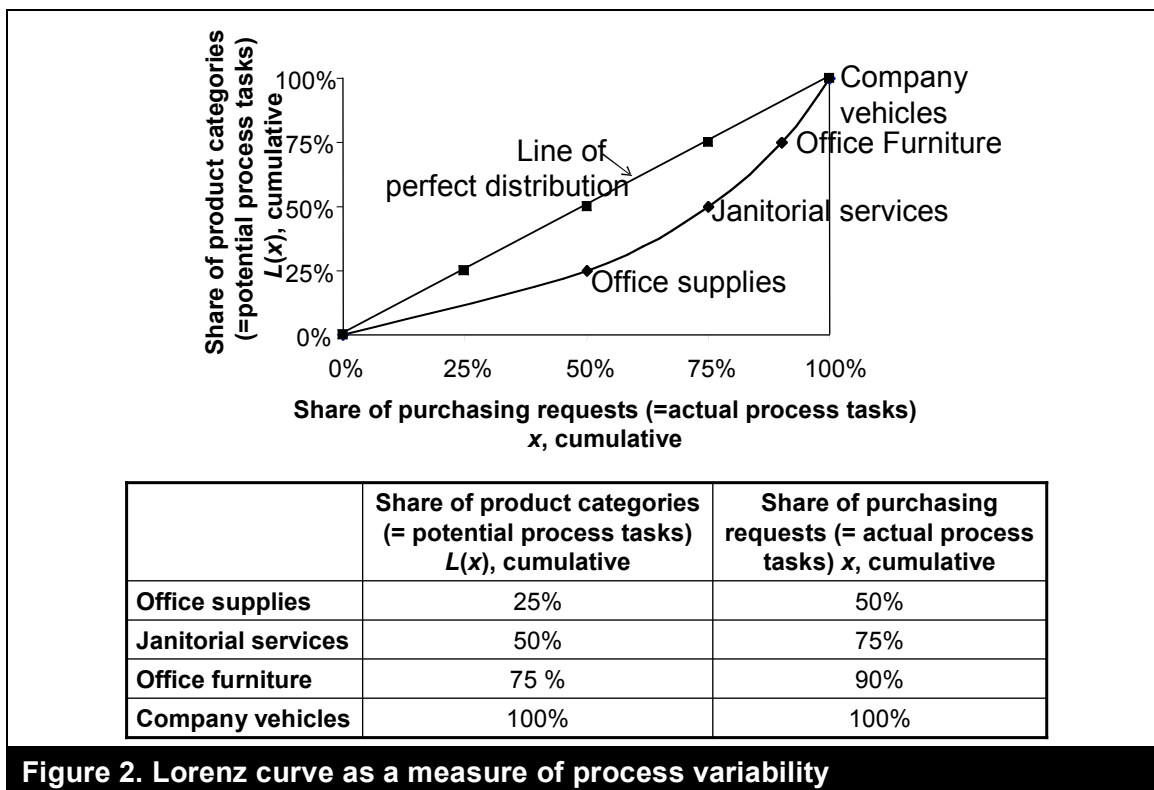 Share of product categories
(=potential process tasks)
L(x), cumulative
100%
75%
50%
25%
0%
Line of
perfect distribution
Company
vehicles
Office Furniture
Janitorial services
Office supplies
0% 25% 50% 75% 100%
Share of purchasing requests (=actual process tasks)
x, cumulative
Share of product categories
(= potential process tasks)
L(x), cumulative
Share of purchasing
requests (= actual process
tasks) x, cumulative
Office supplies 25% 50%
Janitorial services 50% 75%
Office furniture 75 % 90%
Company vehicles 100% 100%
Figure 2. Lorenz curve as a measure of process variability